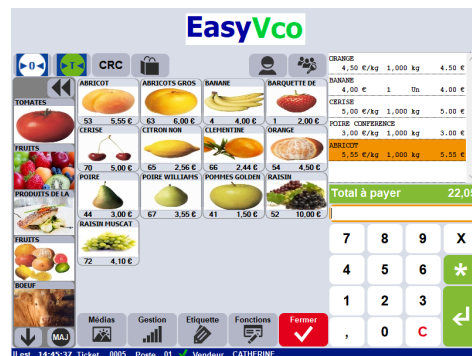 EasyVco
▶0◀
▶T◀
CRC
TOMATES
FRUITS
PRODUITS DE LA
FRUITS
BOEUF
MAJ
ABRICOT
53 5,55 €
ABRICOTS GROS
63 6,00 €
BANANE
4 4,00 €
BARQUETTE DE
1 2,00 €
CERISE
70 5,00 €
CITRON NON
65 2,56 €
CLEMENTINE
66 2,44 €
ORANGE
54 4,50 €
POIRE
44 3,00 €
POIRE WILLIAMS
67 3,55 €
POMMES GOLDEN
41 1,50 €
RAISIN
52 10,00 €
RAISIN MUSCAT
72 4,10 €
Médias
Gestion
Etiquette
Fonctions
Fermer
ORANGE
4,50 €/kg 1,000 kg 4.50 €
BANANE
4,00 € 1 Un 4.00 €
CERISE
5,00 €/kg 1,000 kg 5.00 €
POIRE CONFERENCE
3,00 €/kg 1,000 kg 3.00 €
ABRICOT
5,55 €/kg 1,000 kg 5.55 €
Total à payer 22,05
7 8 9 X
4 5 6 *
1 2 3
, 0 C
Il est 14:45:37 Ticket 0005 Poste 01 Vendeur CATHERINE